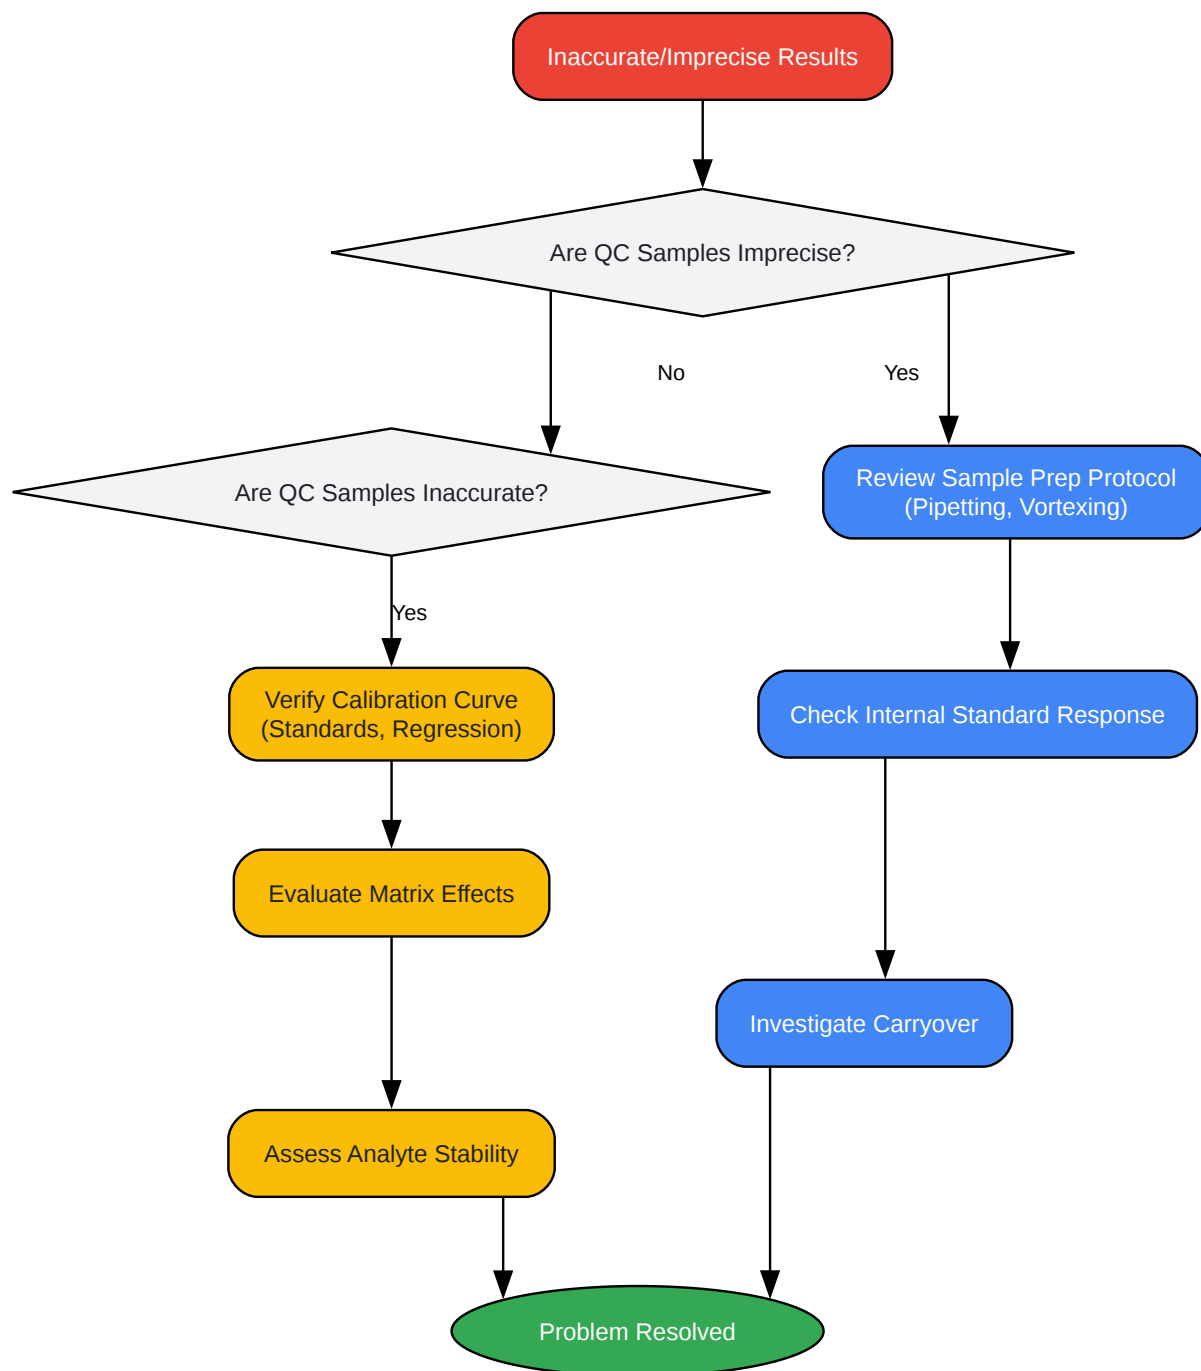 Inaccurate/Imprecise Results
Are QC Samples Imprecise?
No
Yes
Are QC Samples Inaccurate?
Review Sample Prep Protocol
(Pipetting, Vortexing)
Yes
Verify Calibration Curve
(Standards, Regression)
Check Internal Standard Response
Evaluate Matrix Effects
Investigate Carryover
Assess Analyte Stability
Problem Resolved